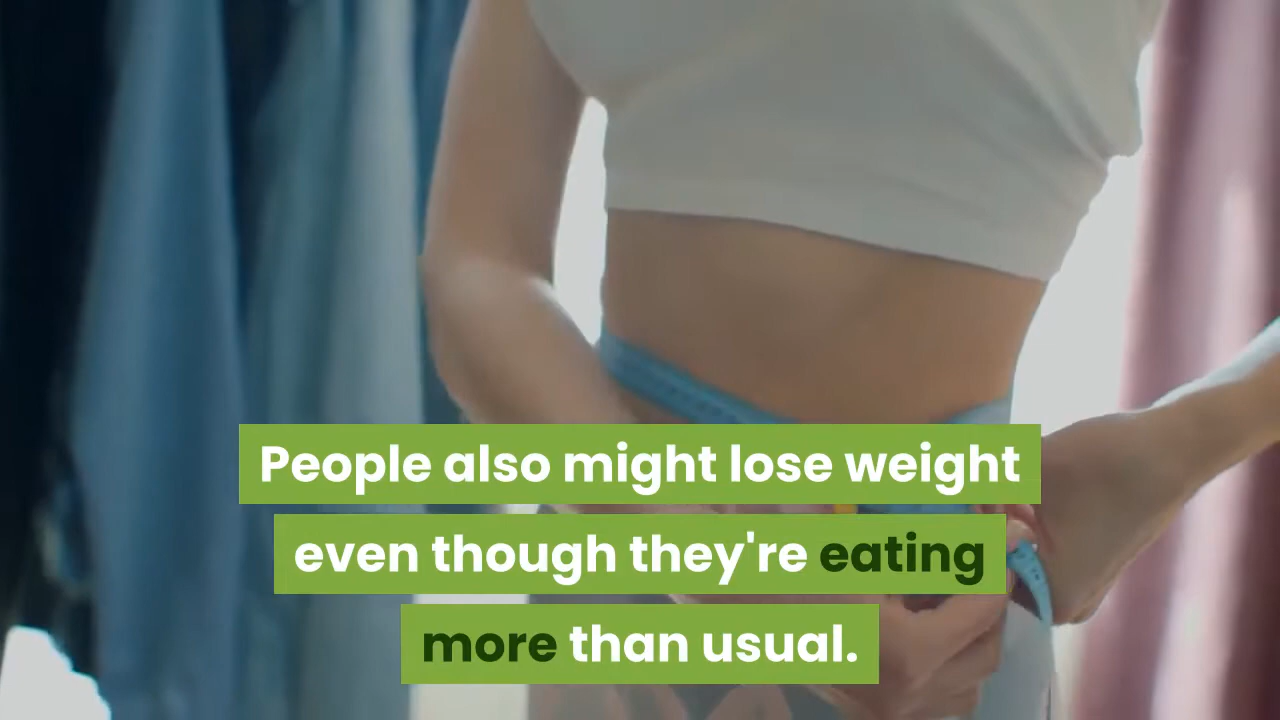 People also might lose weight
even though they're eating
more than usual.